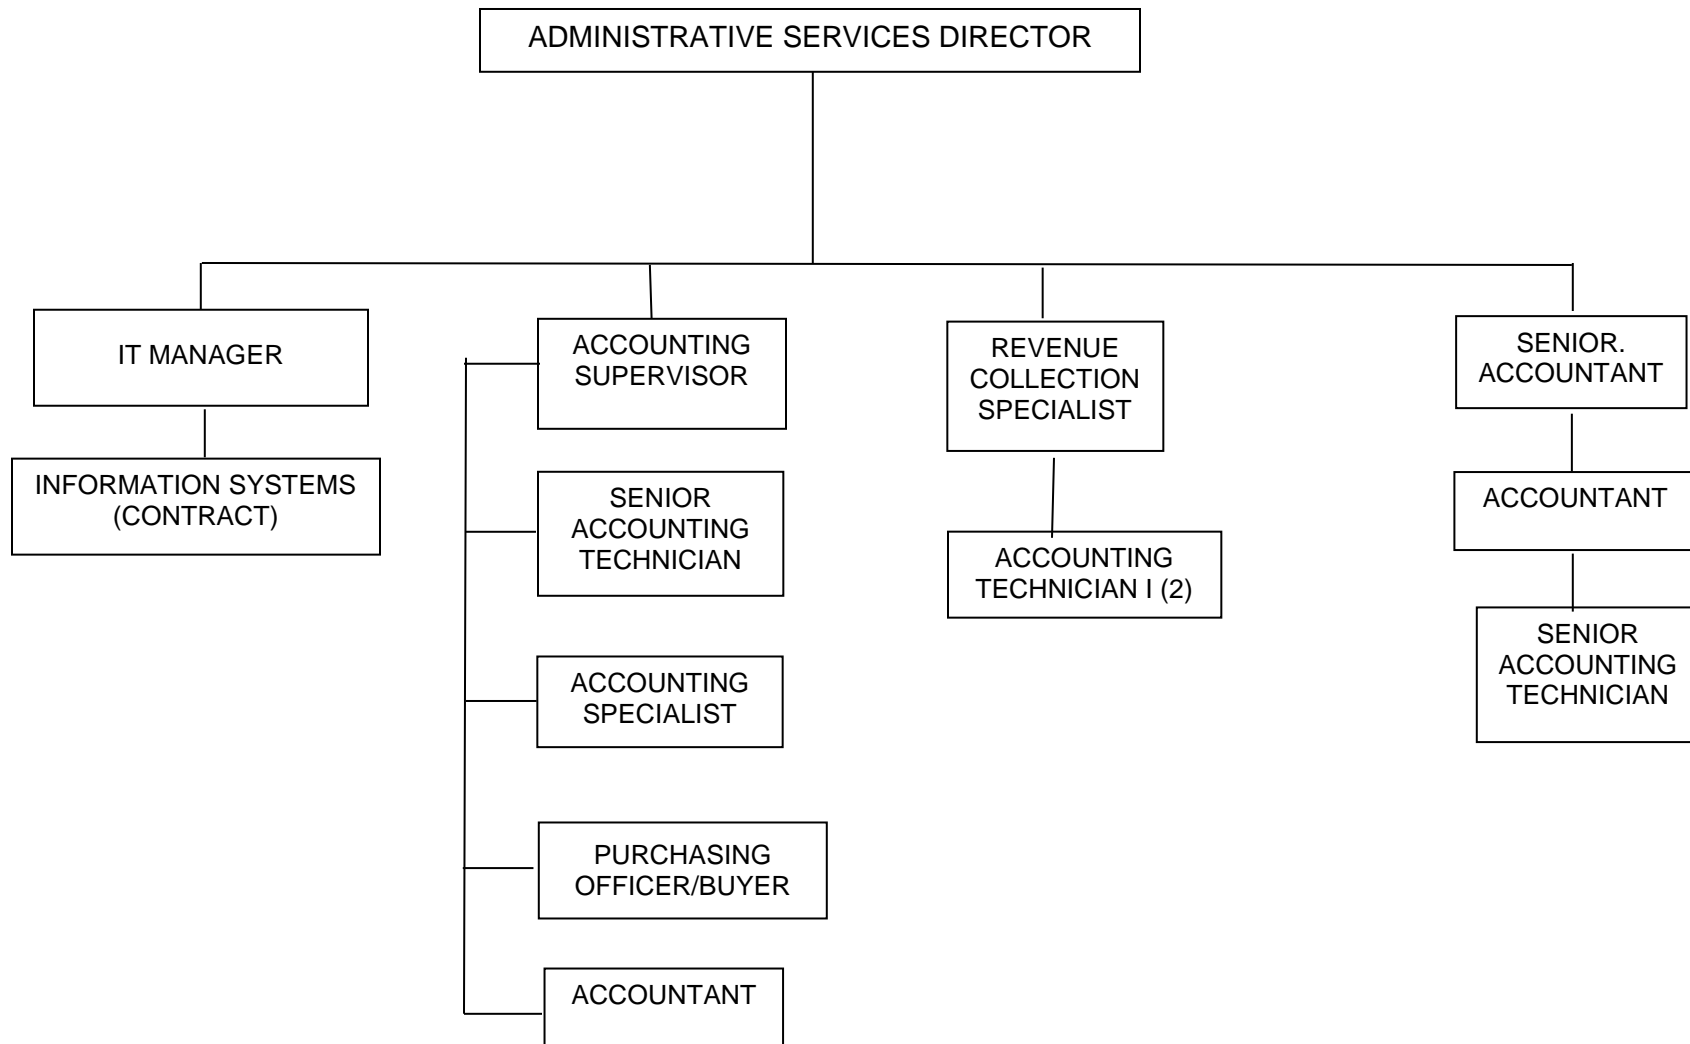 ADMINISTRATIVE SERVICES DIRECTOR
IT MANAGER
INFORMATION SYSTEMS
(CONTRACT)
ACCOUNTING
SUPERVISOR
SENIOR
ACCOUNTING
TECHNICIAN
ACCOUNTING
SPECIALIST
PURCHASING
OFFICER/BUYER
ACCOUNTANT
REVENUE
COLLECTION
SPECIALIST
ACCOUNTING
TECHNICIAN I (2)
SENIOR.
ACCOUNTANT
ACCOUNTANT
SENIOR
ACCOUNTING
TECHNICIAN